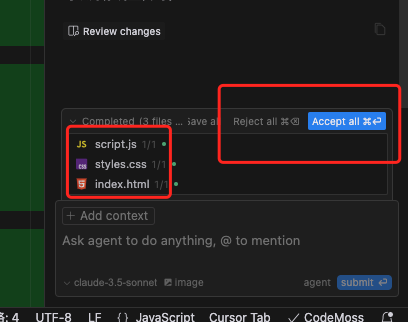 Review changes
Completed (3 files ... Save al Reject all ⌘⌫ Accept all ⌘⏎
JS script.js 1/1
css styles.css 1/1
index.html 1/1
+ Add context
Ask agent to do anything, @ to mention
claude-3.5-sonnet image agent submit ⏎
: 4 UTF-8 LF {} JavaScript Cursor Tab ✓ CodeMoss